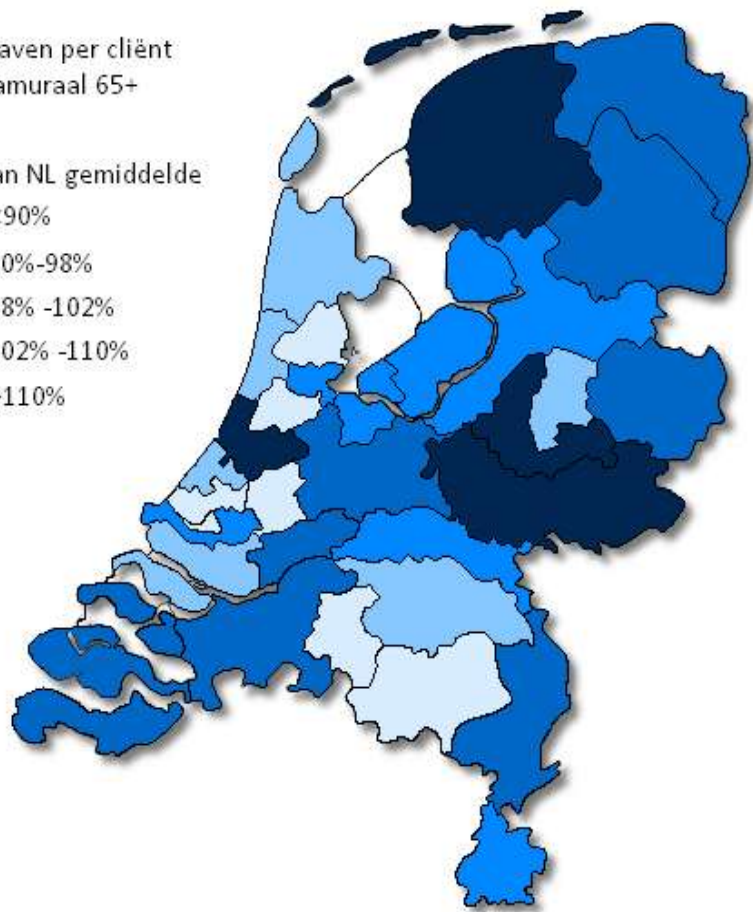 aven per cliënt
amuraal 65+
an NL gemiddelde
90%
0%-98%
8% -102%
02% -110%
110%